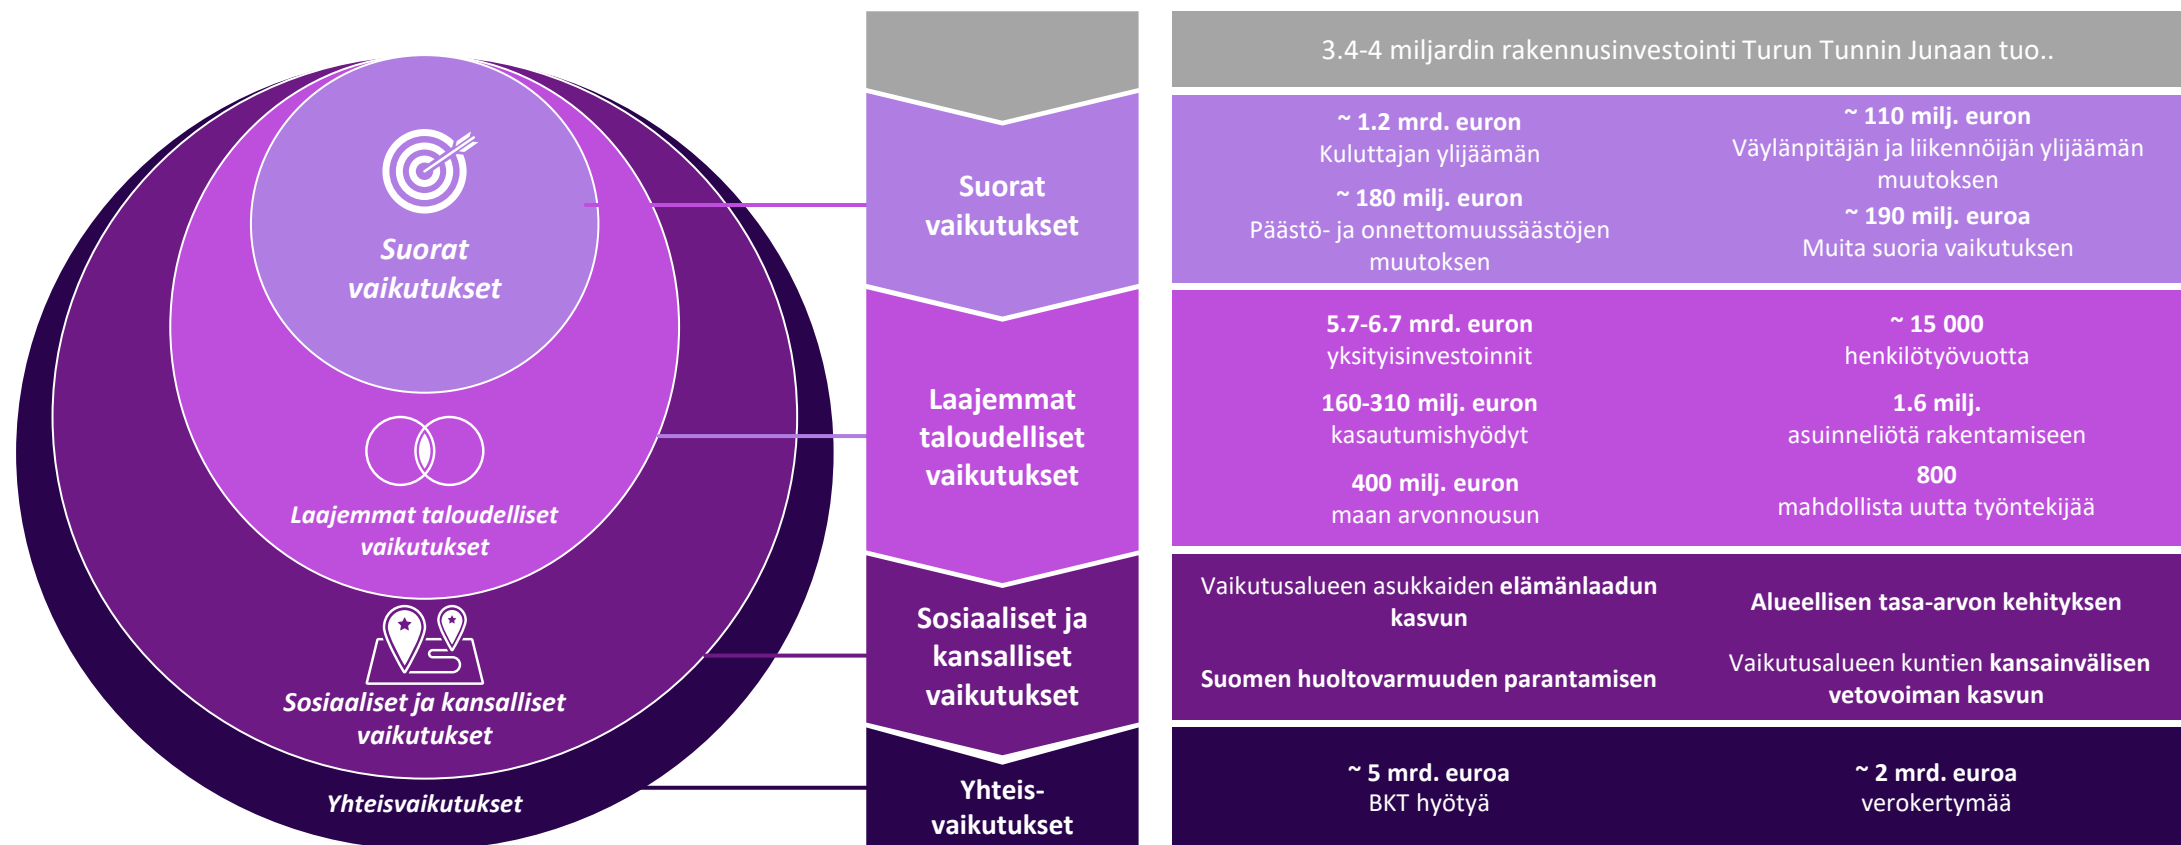 Suorat
vaikutukset
Laajemmat taloudelliset
vaikutukset
Sosiaaliset ja kansalliset
vaikutukset
Yhteisvaikutukset
Suorat
vaikutukset
Laajemmat
taloudelliset
vaikutukset
Sosiaaliset ja
kansalliset
vaikutukset
Yhteis-
vaikutukset
3.4-4 miljardin rakennusinvestointi Turun Tunnin Junaan tuo..
~ 1.2 mrd. euron
Kuluttajan ylijäämän
~ 180 milj. euron
Päästö- ja onnettomuussäästöjen
muutoksen
~ 110 milj. euron
Väylänpitäjän ja liikennöijän ylijäämän
muutoksen
~ 190 milj. euroa
Muita suoria vaikutuksen
5.7-6.7 mrd. euron
yksityisinvestoinnit
160-310 milj. euron
kasautumishyödyt
400 milj. euron
maan arvonnousun
~ 15 000
henkilötyövuotta
1.6 milj.
asuinneliötä rakentamiseen
800
mahdollista uutta työntekijää
Vaikutusalueen asukkaiden elämänlaadun
kasvun
Suomen huoltovarmuuden parantamisen
Alueellisen tasa-arvon kehityksen
Vaikutusalueen kuntien kansainvälisen
vetovoiman kasvun
~ 5 mrd. euroa
BKT hyötyä
~ 2 mrd. euroa
verokertymää